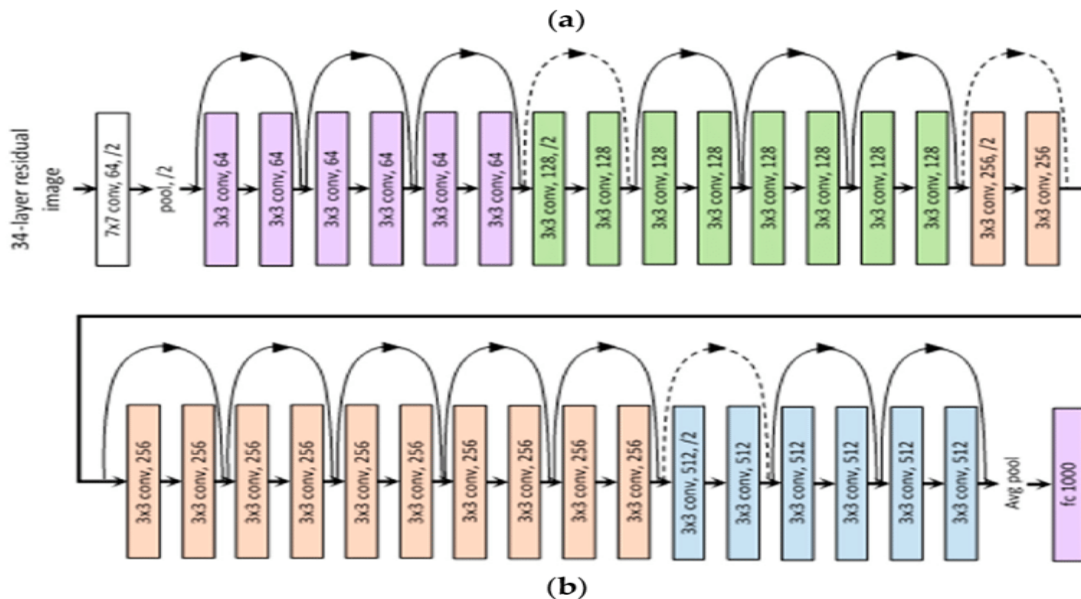 (a)
34-layer residual
image
7x7 conv, 64, /2
pool, /2
3x3 conv, 64
3x3 conv, 64
3x3 conv, 64
3x3 conv, 64
3x3 conv, 64
3x3 conv, 64
3x3 conv, 128, /2
3x3 conv, 128
3x3 conv, 128
3x3 conv, 128
3x3 conv, 128
3x3 conv, 128
3x3 conv, 128
3x3 conv, 128
3x3 conv, 256, /2
3x3 conv, 256
3x3 conv, 256
3x3 conv, 256
3x3 conv, 256
3x3 conv, 256
3x3 conv, 256
3x3 conv, 256
3x3 conv, 256
3x3 conv, 256
3x3 conv, 256
3x3 conv, 256
3x3 conv, 512, /2
3x3 conv, 512
3x3 conv, 512
3x3 conv, 512
3x3 conv, 512
3x3 conv, 512
Avg pool
fc 1000
(b)